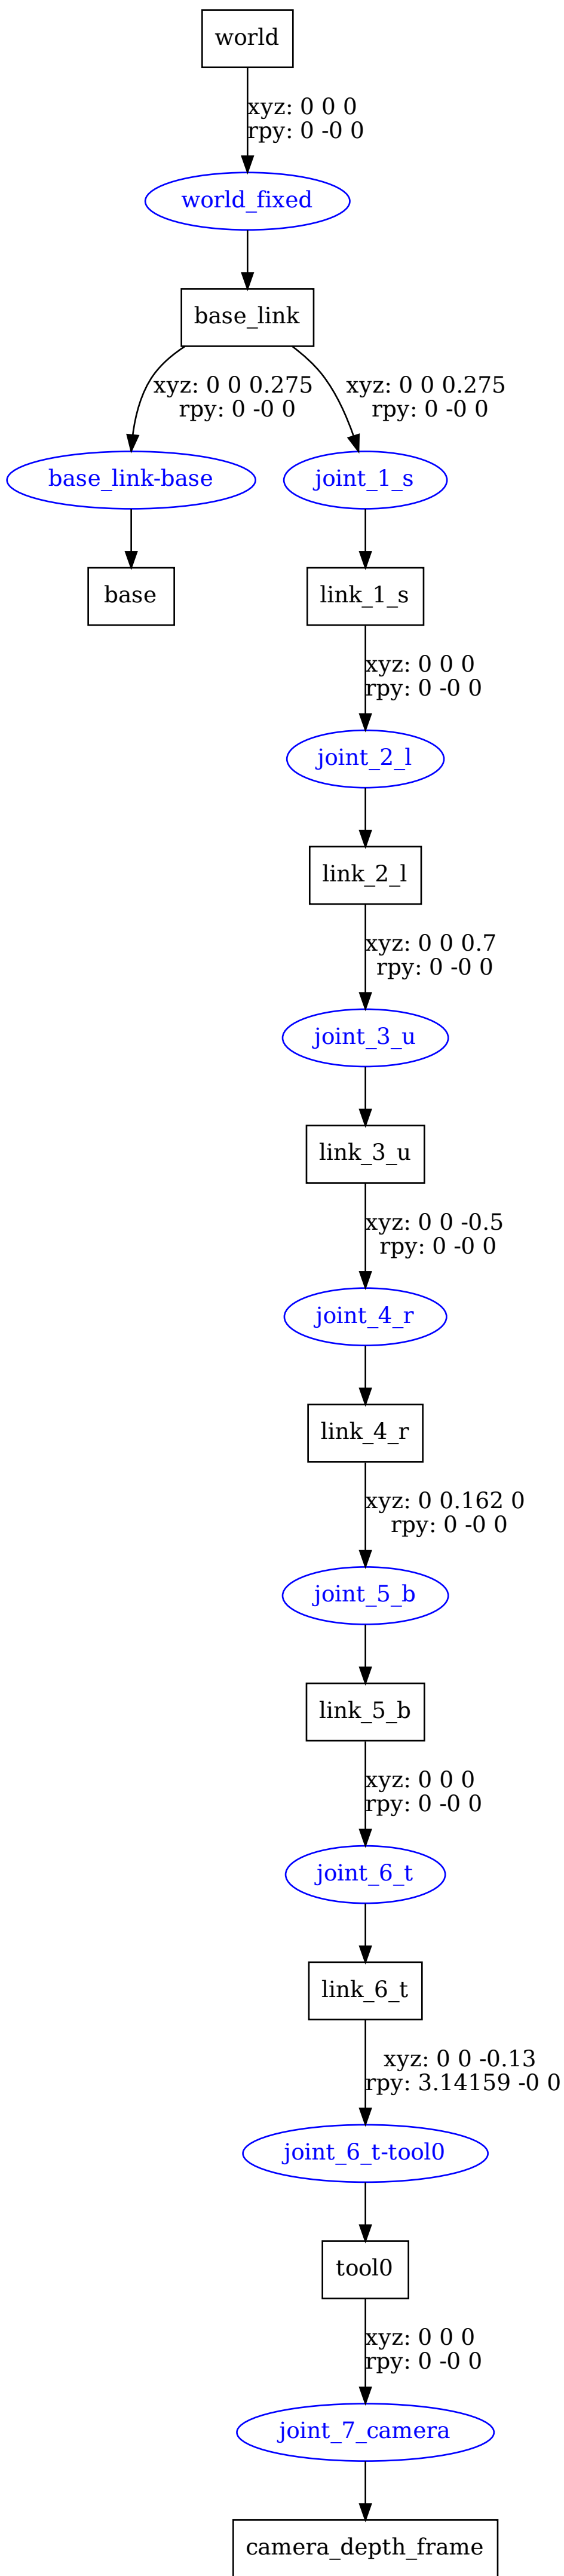 world
xyz: 0 0 0
rpy: 0 -0 0
world_fixed
base_link
xyz: 0 0 0.275
rpy: 0 -0 0
xyz: 0 0 0.275
rpy: 0 -0 0
base_link-base
joint_1_s
base
link_1_s
xyz: 0 0 0
rpy: 0 -0 0
joint_2_l
link_2_l
xyz: 0 0 0.7
rpy: 0 -0 0
joint_3_u
link_3_u
xyz: 0 0 -0.5
rpy: 0 -0 0
joint_4_r
link_4_r
xyz: 0 0.162 0
rpy: 0 -0 0
joint_5_b
link_5_b
xyz: 0 0 0
rpy: 0 -0 0
joint_6_t
link_6_t
xyz: 0 0 -0.13
rpy: 3.14159 -0 0
joint_6_t-tool0
tool0
xyz: 0 0 0
rpy: 0 -0 0
joint_7_camera
camera_depth_frame